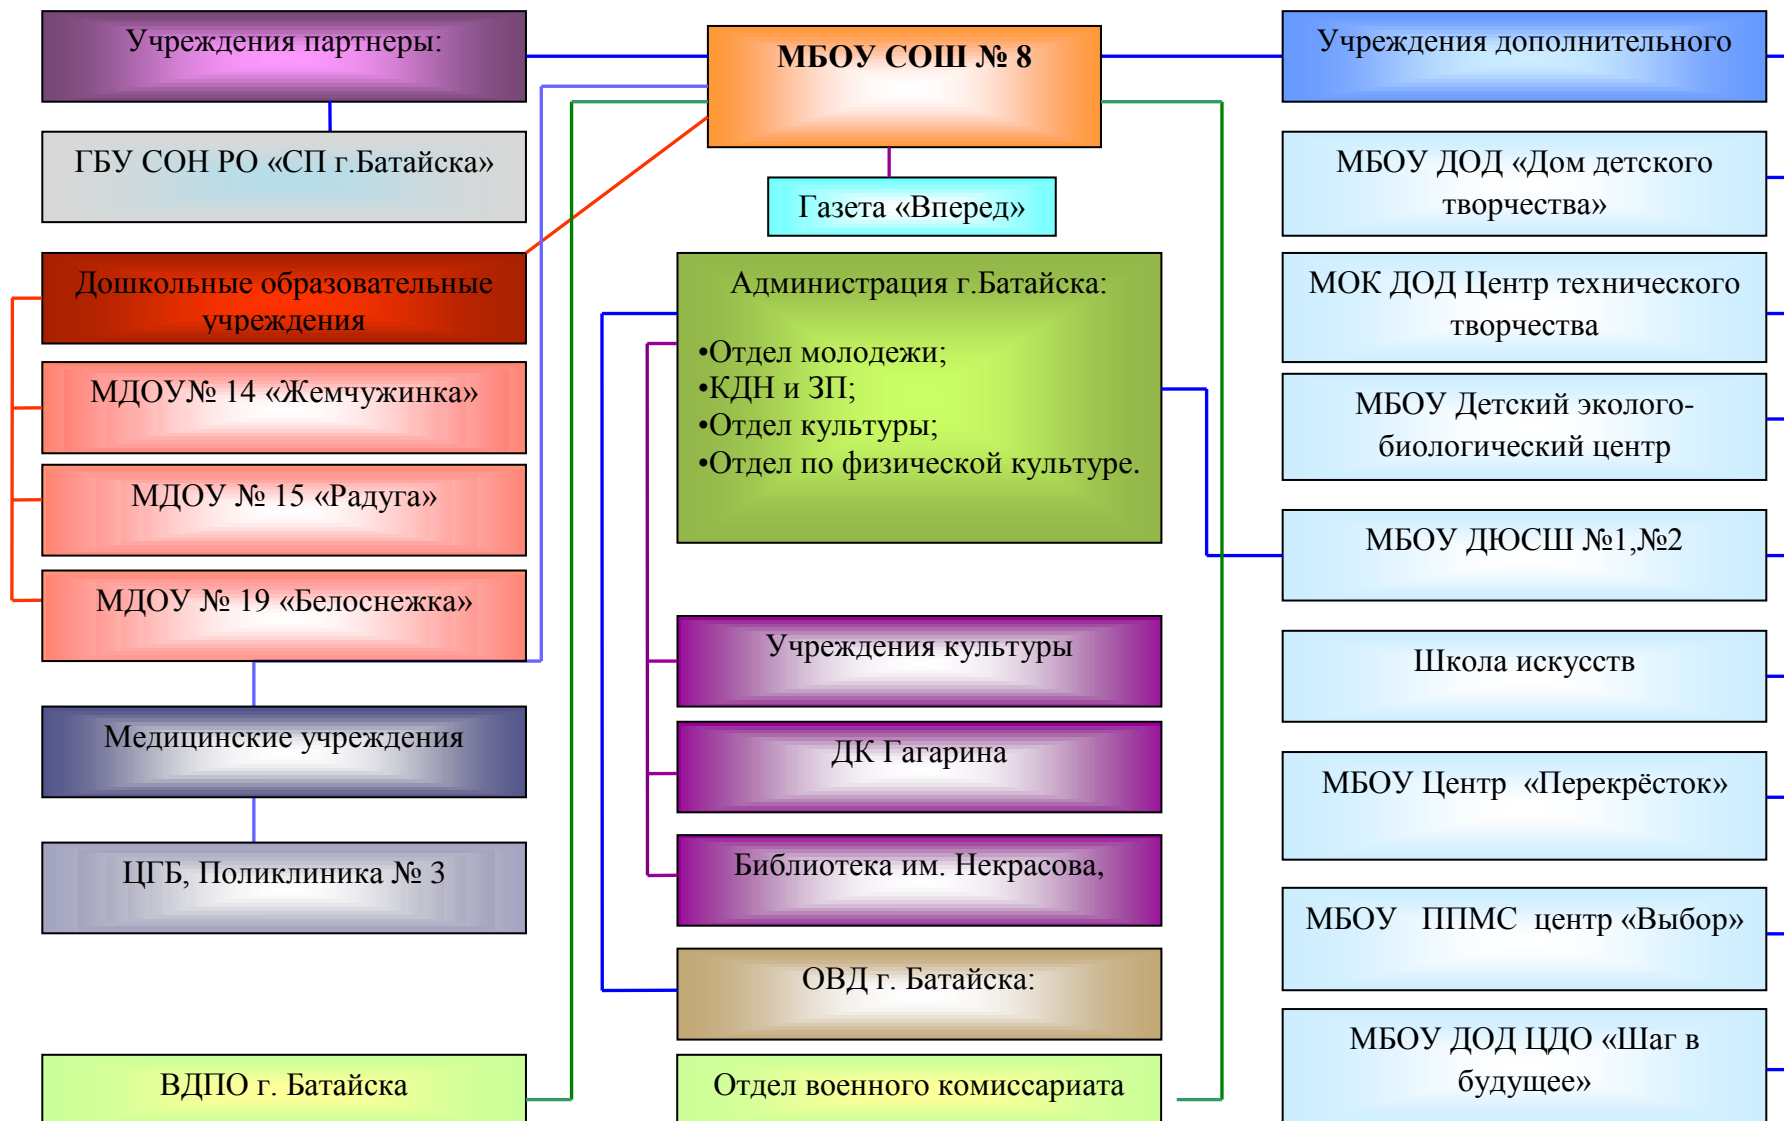 Учреждения партнеры:
МБОУ СОШ № 8
Учреждения дополнительного
ГБУ СОН РО «СП г.Батайска»
Газета «Вперед»
МБОУ ДОД «Дом детского
творчества»
Дошкольные образовательные
учреждения
МДОУ№ 14 «Жемчужинка»
МДОУ № 15 «Радуга»
МДОУ № 19 «Белоснежка»
Медицинские учреждения
ЦГБ, Поликлиника № 3
ВДПО г. Батайска
Администрация г.Батайска:
•Отдел молодежи;
•КДН и ЗП;
•Отдел культуры;
•Отдел по физической культуре.
Учреждения культуры
ДК Гагарина
Библиотека им. Некрасова,
ОВД г. Батайска:
Отдел военного комиссариата
МОК ДОД Центр технического
творчества
МБОУ Детский эколого-
биологический центр
МБОУ ДЮСШ №1,№2
Школа искусств
МБОУ Центр «Перекрёсток»
МБОУ ППМС центр «Выбор»
МБОУ ДОД ЦДО «Шаг в
будущее»